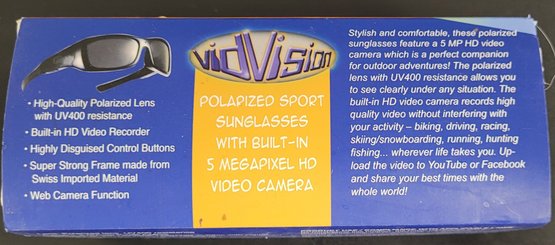 VidVision
POLARIZED SPORT
SUNGLASSES
WITH BUILT-IN
5 MEGAPIXEL HD
VIDEO CAMERA
• High-Quality Polarized Lens
with UV400 resistance
• Built-in HD Video Recorder
• Highly Disguised Control Buttons
• Super Strong Frame made from
Swiss Imported Material
• Web Camera Function
Stylish and comfortable, these polarized
sunglasses feature a 5 MP HD video
camera which is a perfect companion
for outdoor adventures! The polarized
lens with UV400 resistance allows you
to see clearly under any situation. The
built-in HD video camera records high
quality video without interfering with
your activity – biking, driving, racing,
skiing/snowboarding, running, hunting
fishing... wherever life takes you. Up-
load the video to YouTube or Facebook
and share your best times with the
whole world!